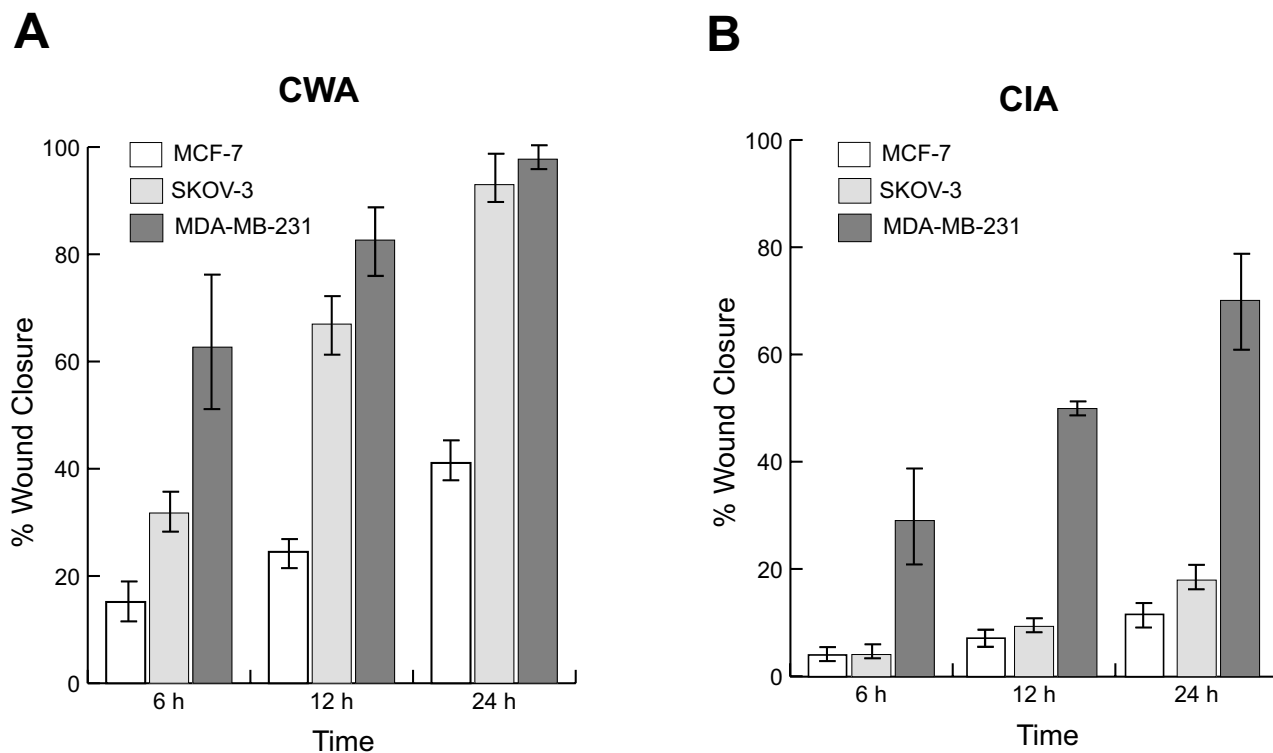 A
CWA
MCF-7
SKOV-3
MDA-MB-231
% Wound Closure
100
80
60
40
20
0
6 h
12 h
24 h
Time
B
CIA
MCF-7
SKOV-3
MDA-MB-231
% Wound Closure
100
80
60
40
20
0
6 h
12 h
24 h
Time